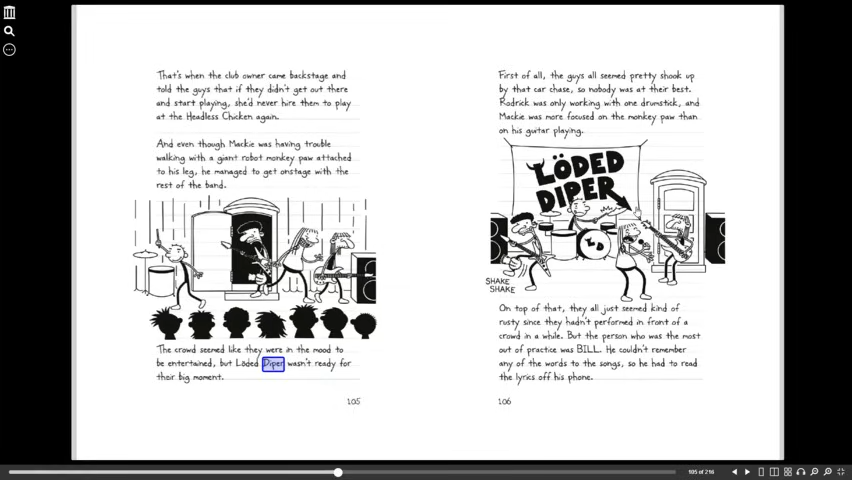 That's when the club owner came backstage and
told the guys that if they didn't get out there
and start playing, she'd never hire them to play
at the Headless Chicken again.
And even though Mackie was having trouble
walking with a giant robot monkey paw attached
to his leg, he managed to get onstage with the
rest of the band.
The crowd seemed like they were in the mood to
be entertained, but Löded Diper wasn't ready for
their big moment.
105
First of all, the guys all seemed pretty shook up
by that car chase, so nobody was at their best.
Rodrick was only working with one drumstick, and
Mackie was more focused on the monkey paw than
on his guitar playing.
LÖDED
DIPER
LD
SHAKE
SHAKE
On top of that, they all just seemed kind of
rusty since they hadn't performed in front of a
crowd in a while. But the person who was the most
out of practice was BILL. He couldn't remember
any of the words to the songs, so he had to read
the lyrics off his phone.
106
105 of 216